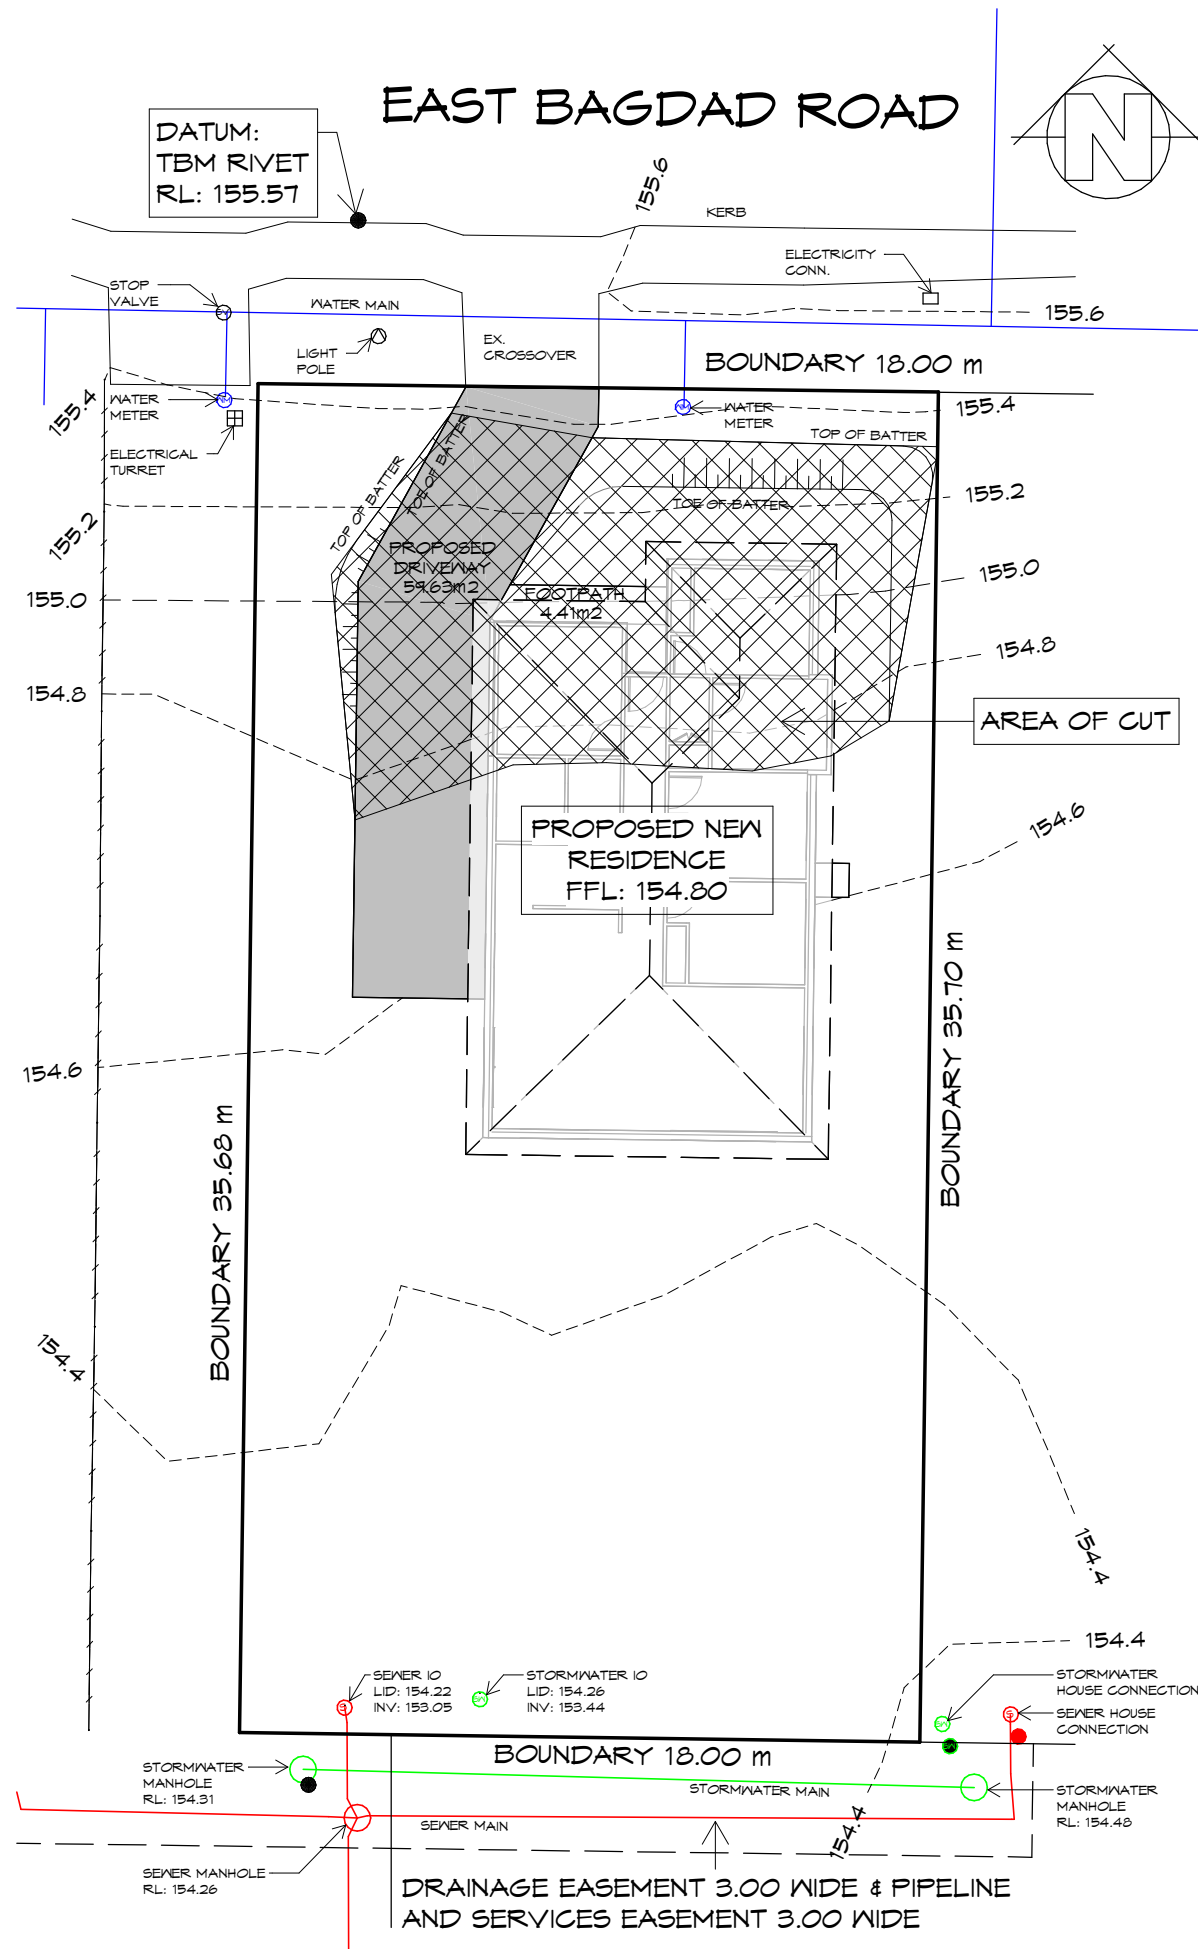 EAST BAGDAD ROAD
N
DATUM:
TBM RIVET
RL: 155.57
155.6
KERB
ELECTRICITY
CONN.
STOP
VALVE
WATER MAIN
155.6
LIGHT
POLE
EX.
CROSSOVER
BOUNDARY 18.00 m
155.4
WATER
METER
WATER
METER
155.4
ELECTRICAL
TURRET
TOP OF BATTER
TOP OF BATTER
TOE OF BATTER
155.2
TOE OF BATTER
155.2
PROPOSED
DRIVEWAY
59.63m2
155.0
155.0
FOOTPATH
4.41m2
154.8
154.8
AREA OF CUT
154.6
PROPOSED NEW
RESIDENCE
FFL: 154.80
BOUNDARY 35.70 m
154.6
BOUNDARY 35.68 m
154.4
154.4
154.4
SEWER IO
LID: 154.22
INV: 153.05
STORMWATER IO
LID: 154.26
INV: 153.44
STORMWATER
HOUSE CONNECTION
SEWER HOUSE
CONNECTION
BOUNDARY 18.00 m
STORMWATER
MANHOLE
RL: 154.31
STORMWATER MAIN
STORMWATER
MANHOLE
RL: 154.48
SEWER MAIN
154.4
SEWER MANHOLE
RL: 154.26
DRAINAGE EASEMENT 3.00 WIDE & PIPELINE
AND SERVICES EASEMENT 3.00 WIDE